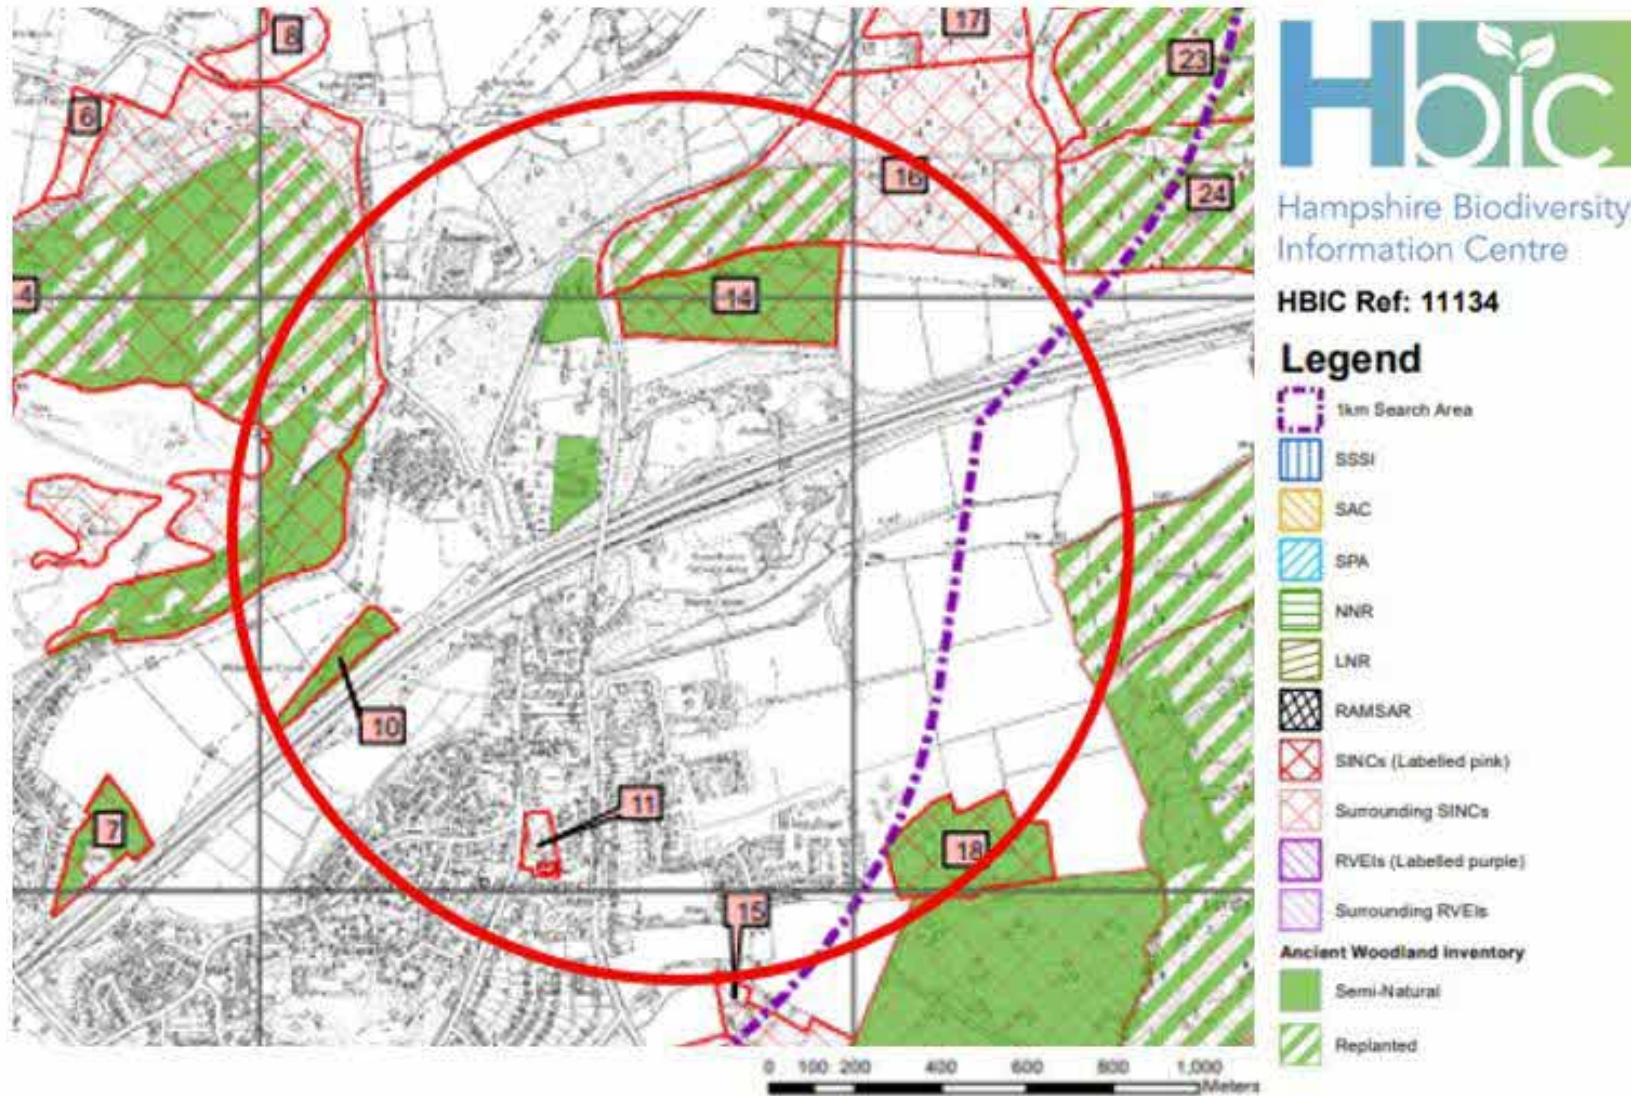 8
17
23
6
16
24
4
14
10
11
7
18
15
Hbic
Hampshire Biodiversity
Information Centre
HBIC Ref: 11134
Legend
1km Search Area
SSSI
SAC
SPA
NNR
LNR
RAMSAR
SINCs (Labelled pink)
Surrounding SINCs
RVEIs (Labelled purple)
Surrounding RVEIs
Ancient Woodland Inventory
Semi-Natural
Replanted
0 100 200 400 600 800 1,000
Meters